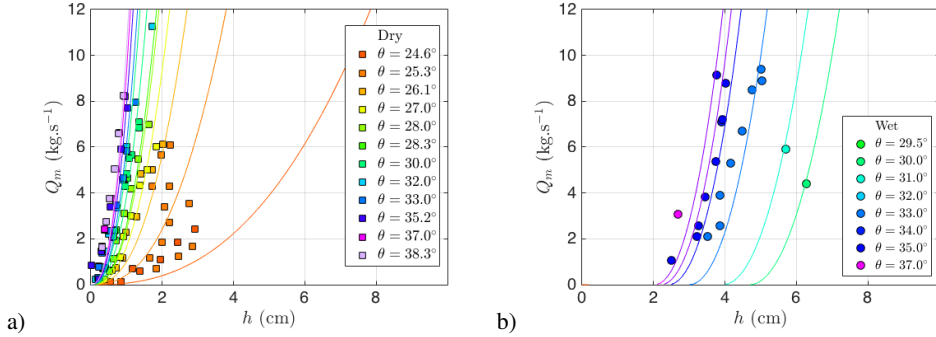 12
10
8
6
4
2
0
Q_m (kg.s⁻¹)
0
2
4
6
8
h (cm)
Dry
θ = 24.6°
θ = 25.3°
θ = 26.1°
θ = 27.0°
θ = 28.0°
θ = 28.3°
θ = 30.0°
θ = 32.0°
θ = 33.0°
θ = 35.2°
θ = 37.0°
θ = 38.3°
a)
12
10
8
6
4
2
0
Q_m (kg.s⁻¹)
0
2
4
6
8
h (cm)
Wet
θ = 29.5°
θ = 30.0°
θ = 31.0°
θ = 32.0°
θ = 33.0°
θ = 34.0°
θ = 35.0°
θ = 37.0°
b)